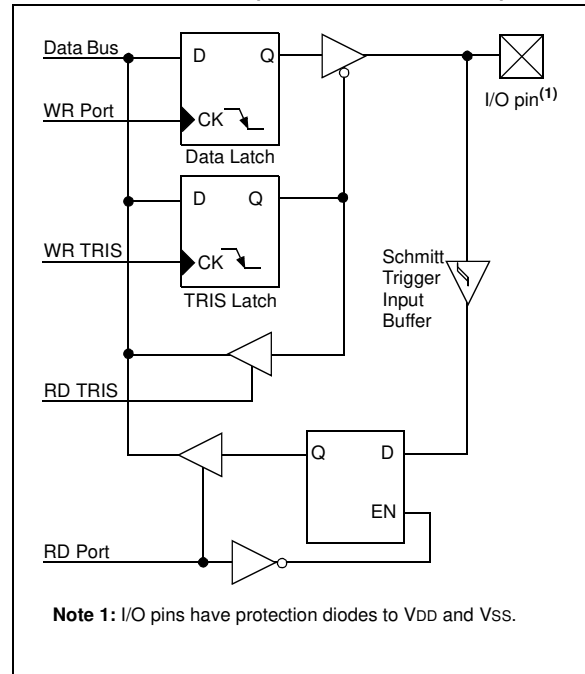 Data Bus
D Q
WR Port
CK
Data Latch
I/O pin(1)
D Q
WR TRIS
CK
TRIS Latch
Schmitt
Trigger
Input
Buffer
RD TRIS
Q D
EN
RD Port
Note 1: I/O pins have protection diodes to VDD and VSS.